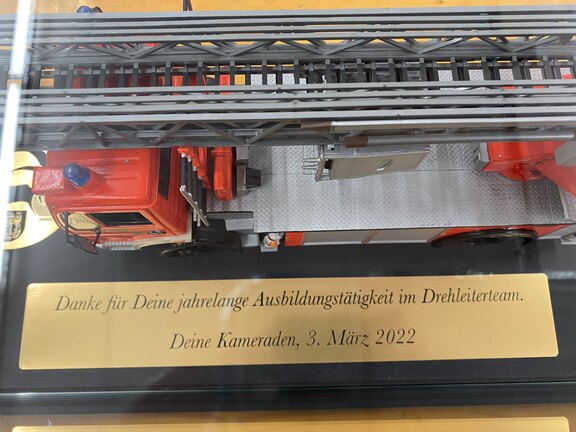 Danke für Deine jahrelange Ausbildungstätigkeit im Drehleiterteam.
Deine Kameraden, 3. März 2022